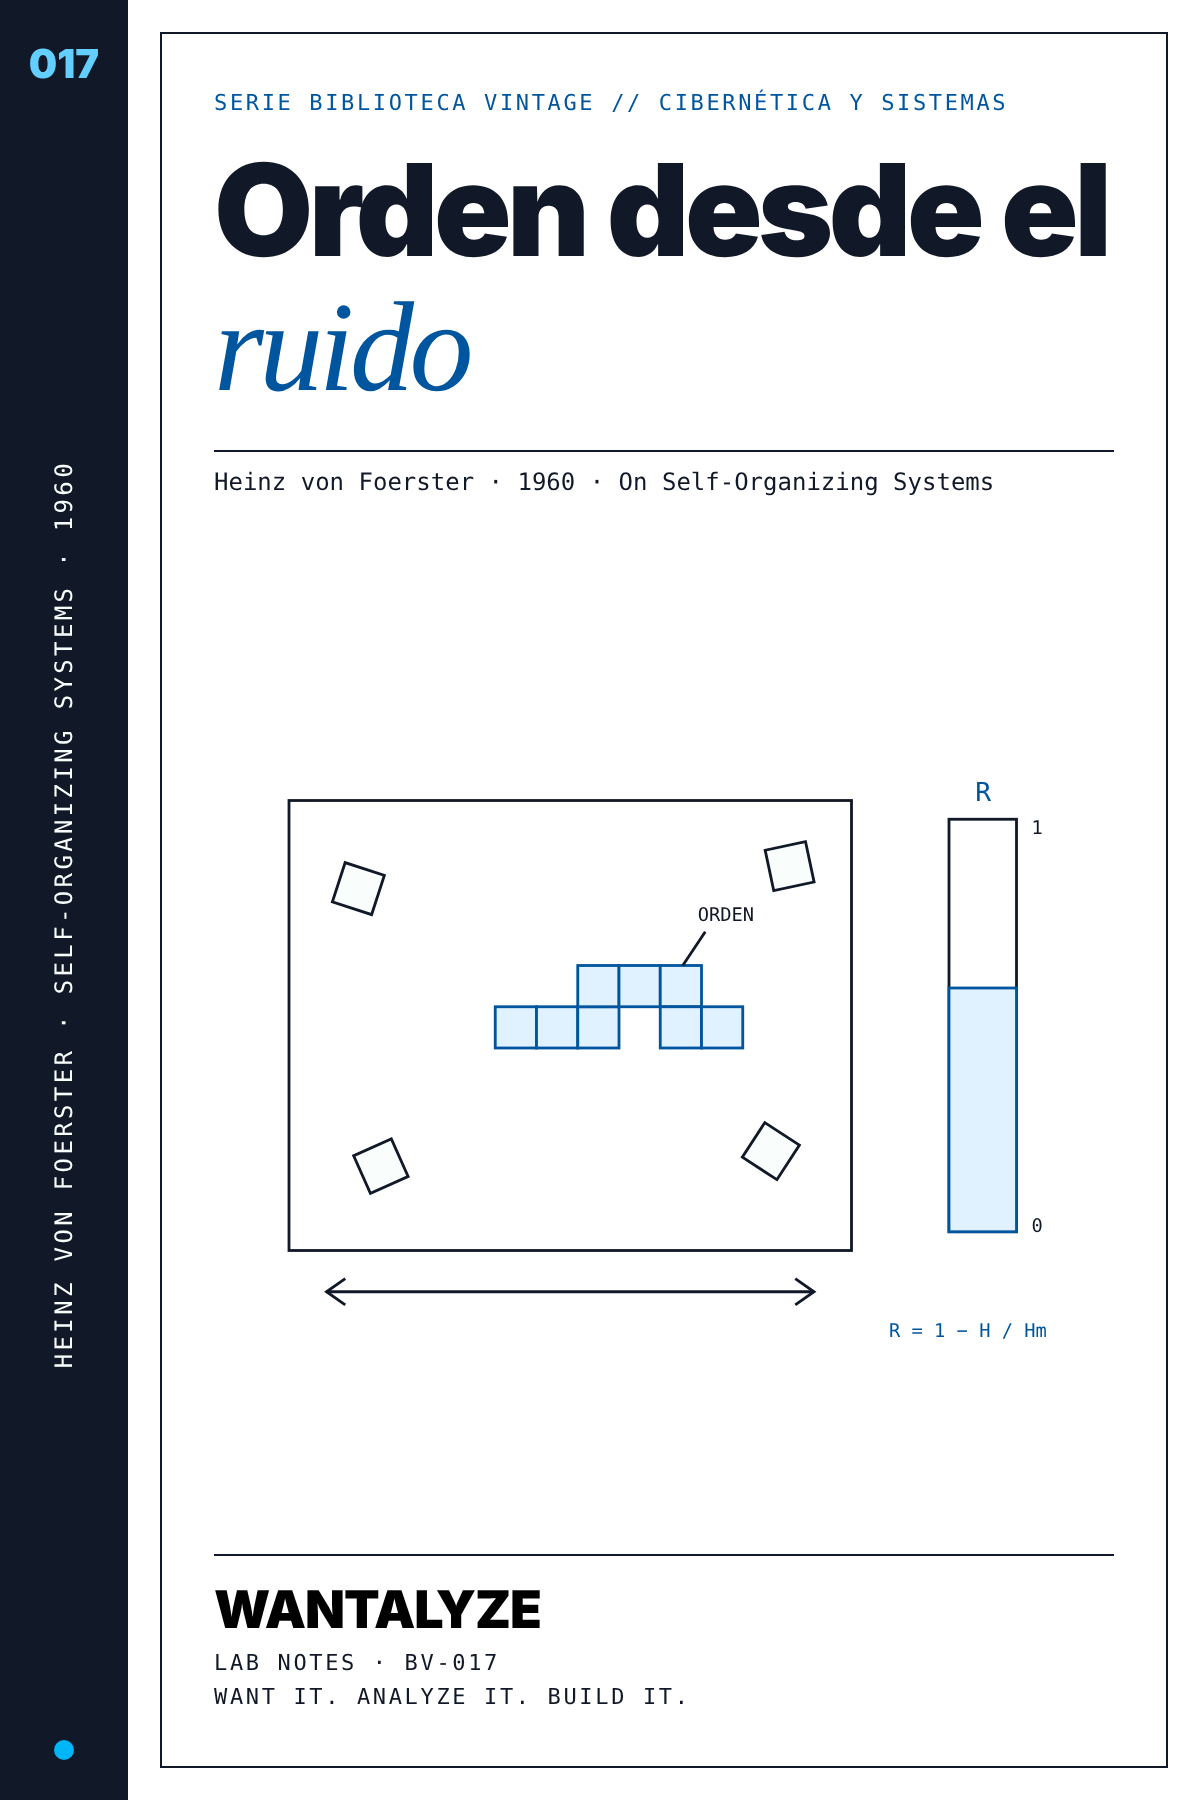 017
HEINZ VON FOERSTER · SELF-ORGANIZING SYSTEMS · 1960
SERIE BIBLIOTECA VINTAGE // CIBERNÉTICA Y SISTEMAS
Orden desde el
ruido
Heinz von Foerster · 1960 · On Self-Organizing Systems
R
1
ORDEN
0
R = 1 − H / Hm
WANTALYZE
LAB NOTES · BV-017
WANT IT. ANALYZE IT. BUILD IT.